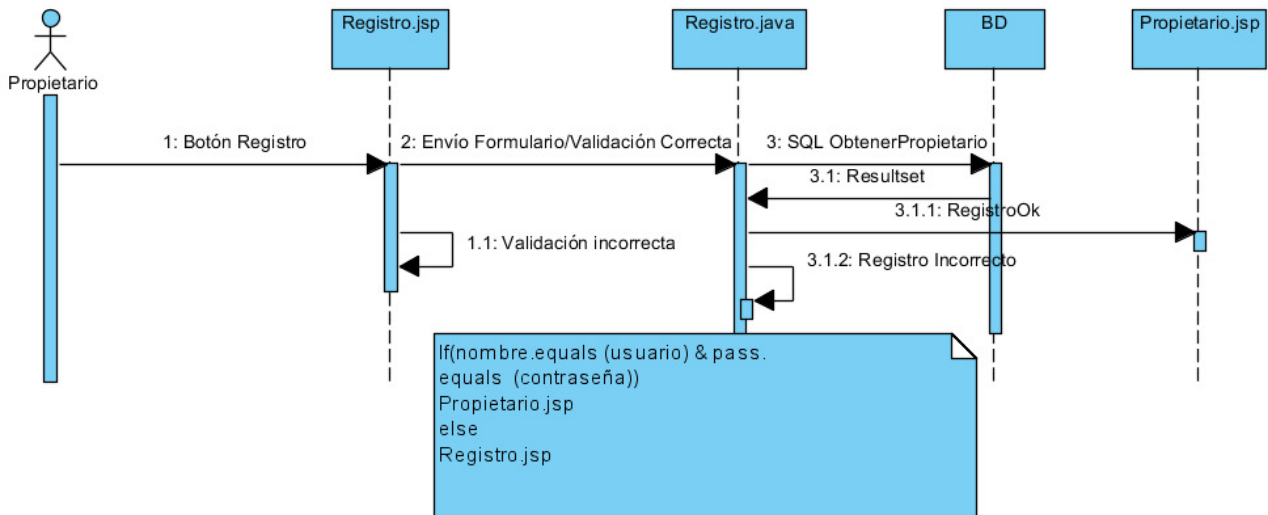 Registro.jsp
Registro.java
BD
Propietario.jsp
Propietario
1: Botón Registro
2: Envío Formulario/Validación Correcta
3: SQL ObtenerPropietario
3.1: Resultset
3.1.1: RegistroOk
1.1: Validación incorrecta
3.1.2: Registro Incorrecto
If(nombre.equals (usuario) & pass.
equals (contraseña))
Propietario.jsp
else
Registro.jsp